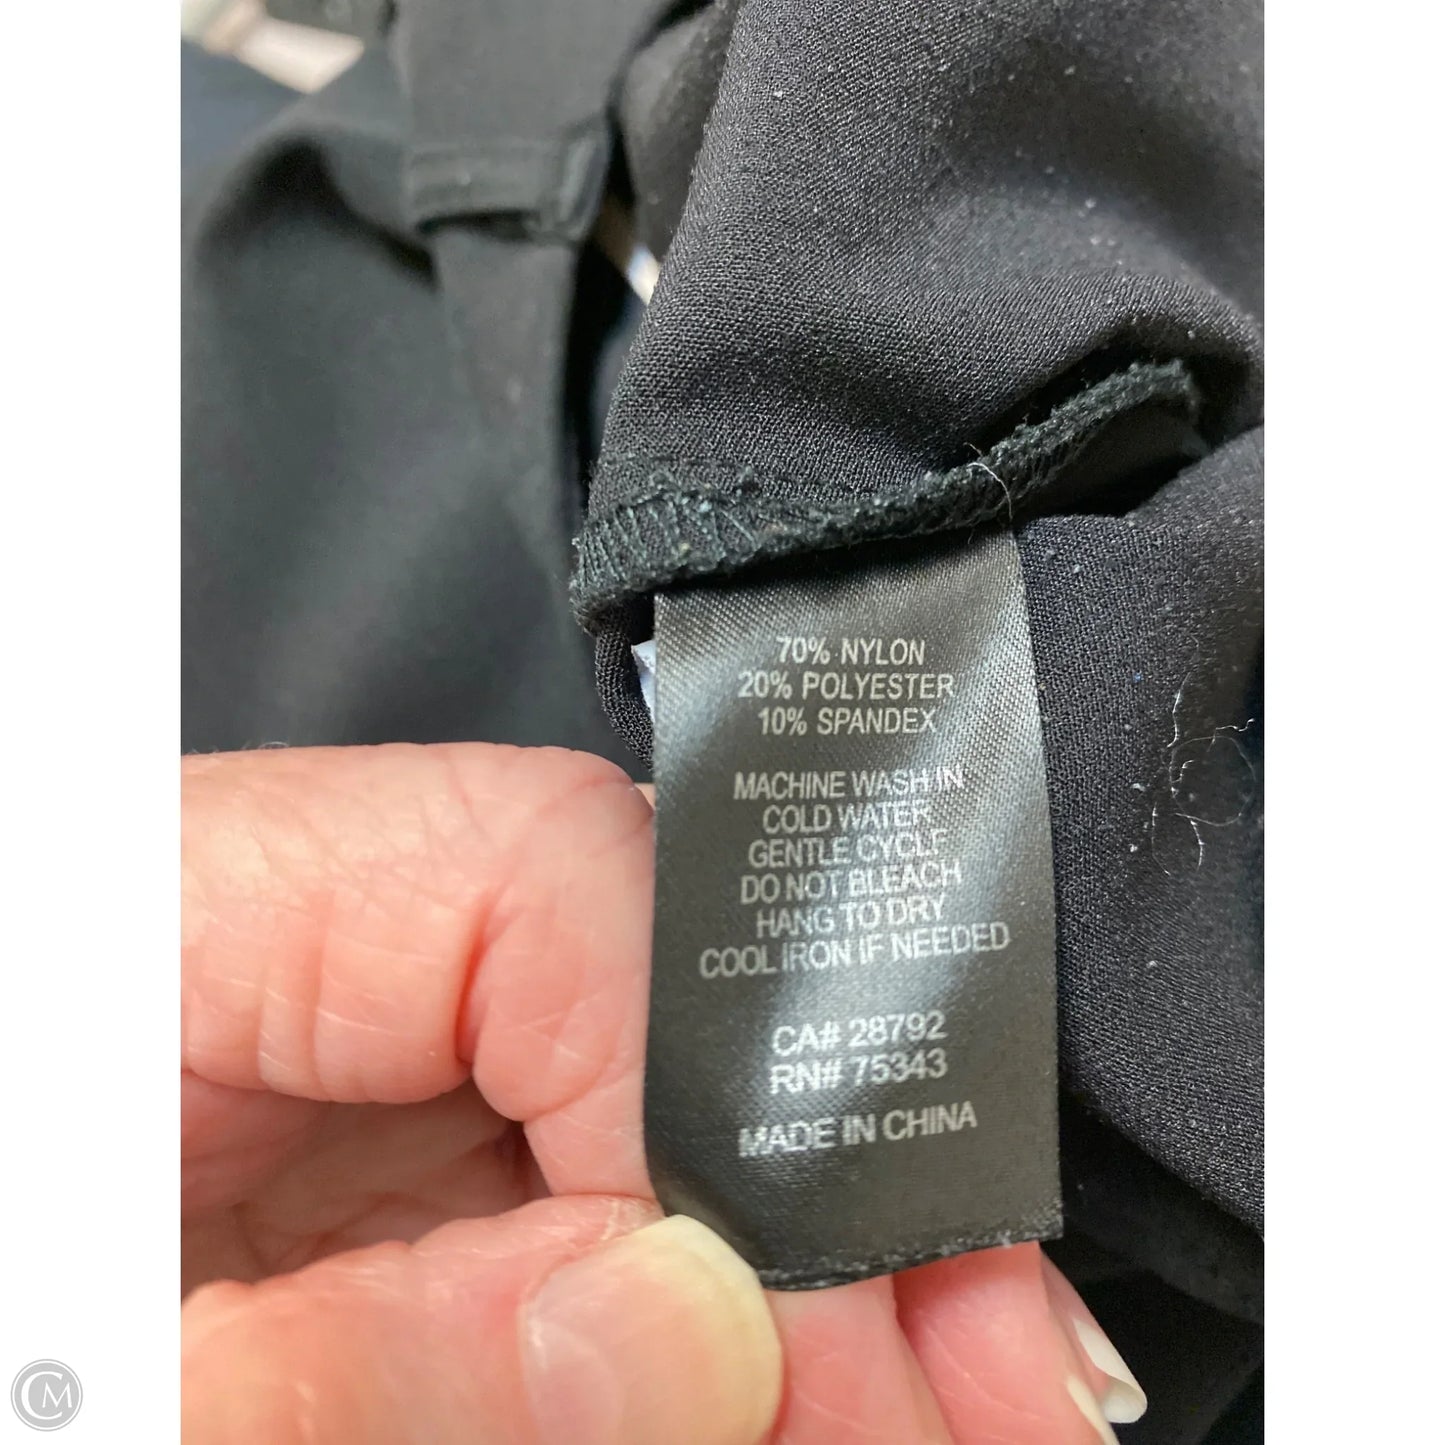 70% NYLON
20% POLYESTER
10% SPANDEX
MACHINE WASH IN
COLD WATER
GENTLE CYCLE
DO NOT BLEACH
HANG TO DRY
COOL IRON IF NEEDED
CA# 28792
RN# 75343
MADE IN CHINA
CM